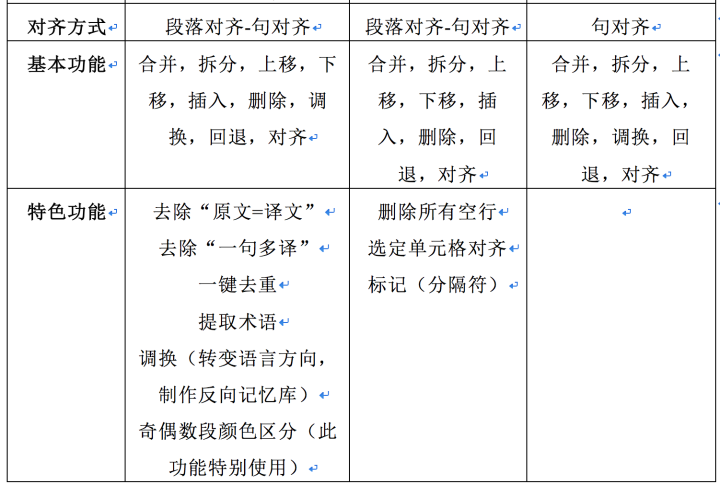 对齐方式
段落对齐-句对齐
段落对齐-句对齐
句对齐
基本功能
合并，拆分，上移，下
移，插入，删除，调
换，回退，对齐
合并，拆分，上
移，下移，插
入，删除，回
退，对齐
合并，拆分，上
移，下移，插入，
删除，调换，回
退，对齐
特色功能
去除“原文=译文”
去除“一句多译”
一键去重
提取术语
调换（转变语言方向，
制作反向记忆库）
奇偶数段颜色区分（此
功能特别使用）
删除所有空行
选定单元格对齐
标记（分隔符）